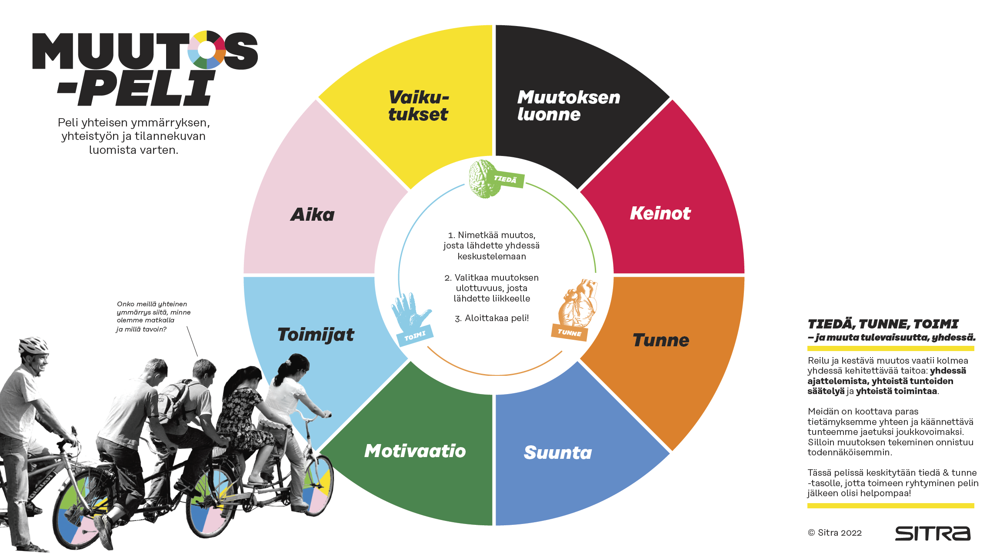 MUUTOS
-PELI
Peli yhteisen ymmärryksen,
yhteistyön ja tilannekuvan
luomista varten.
Vaiku-
tukset
Muutoksen
luonne
Aika
Keinot
Toimijat
Tunne
Motivaatio
Suunta
TIEDÄ
TUNNE
TOIMI
1. Nimetkää muutos,
josta lähdette yhdessä
keskustelemaan
2. Valitkaa muutoksen
ulottuvuus, josta
lähdette liikkeelle
3. Aloittakaa peli!
Onko meillä yhteinen
ymmärrys siitä, minne
olemme matkalla
ja millä tavoin?
TIEDÄ, TUNNE, TOIMI
– ja muuta tulevaisuutta, yhdessä.
Reilu ja kestävä muutos vaatii kolmea
yhdessä kehitettävää taitoa: yhdessä
ajattelemista, yhteistä tunteiden
säätelyä ja yhteistä toimintaa.
Meidän on koottava paras
tietämyksemme yhteen ja käännettävä
tunteemme jaetuksi joukkovoimaksi.
Silloin muutoksen tekeminen onnistuu
todennäköisemmin.
Tässä pelissä keskitytään tiedä & tunne
-tasolle, jotta toimeen ryhtyminen pelin
jälkeen olisi helpompaa!
© Sitra 2022
SITRA